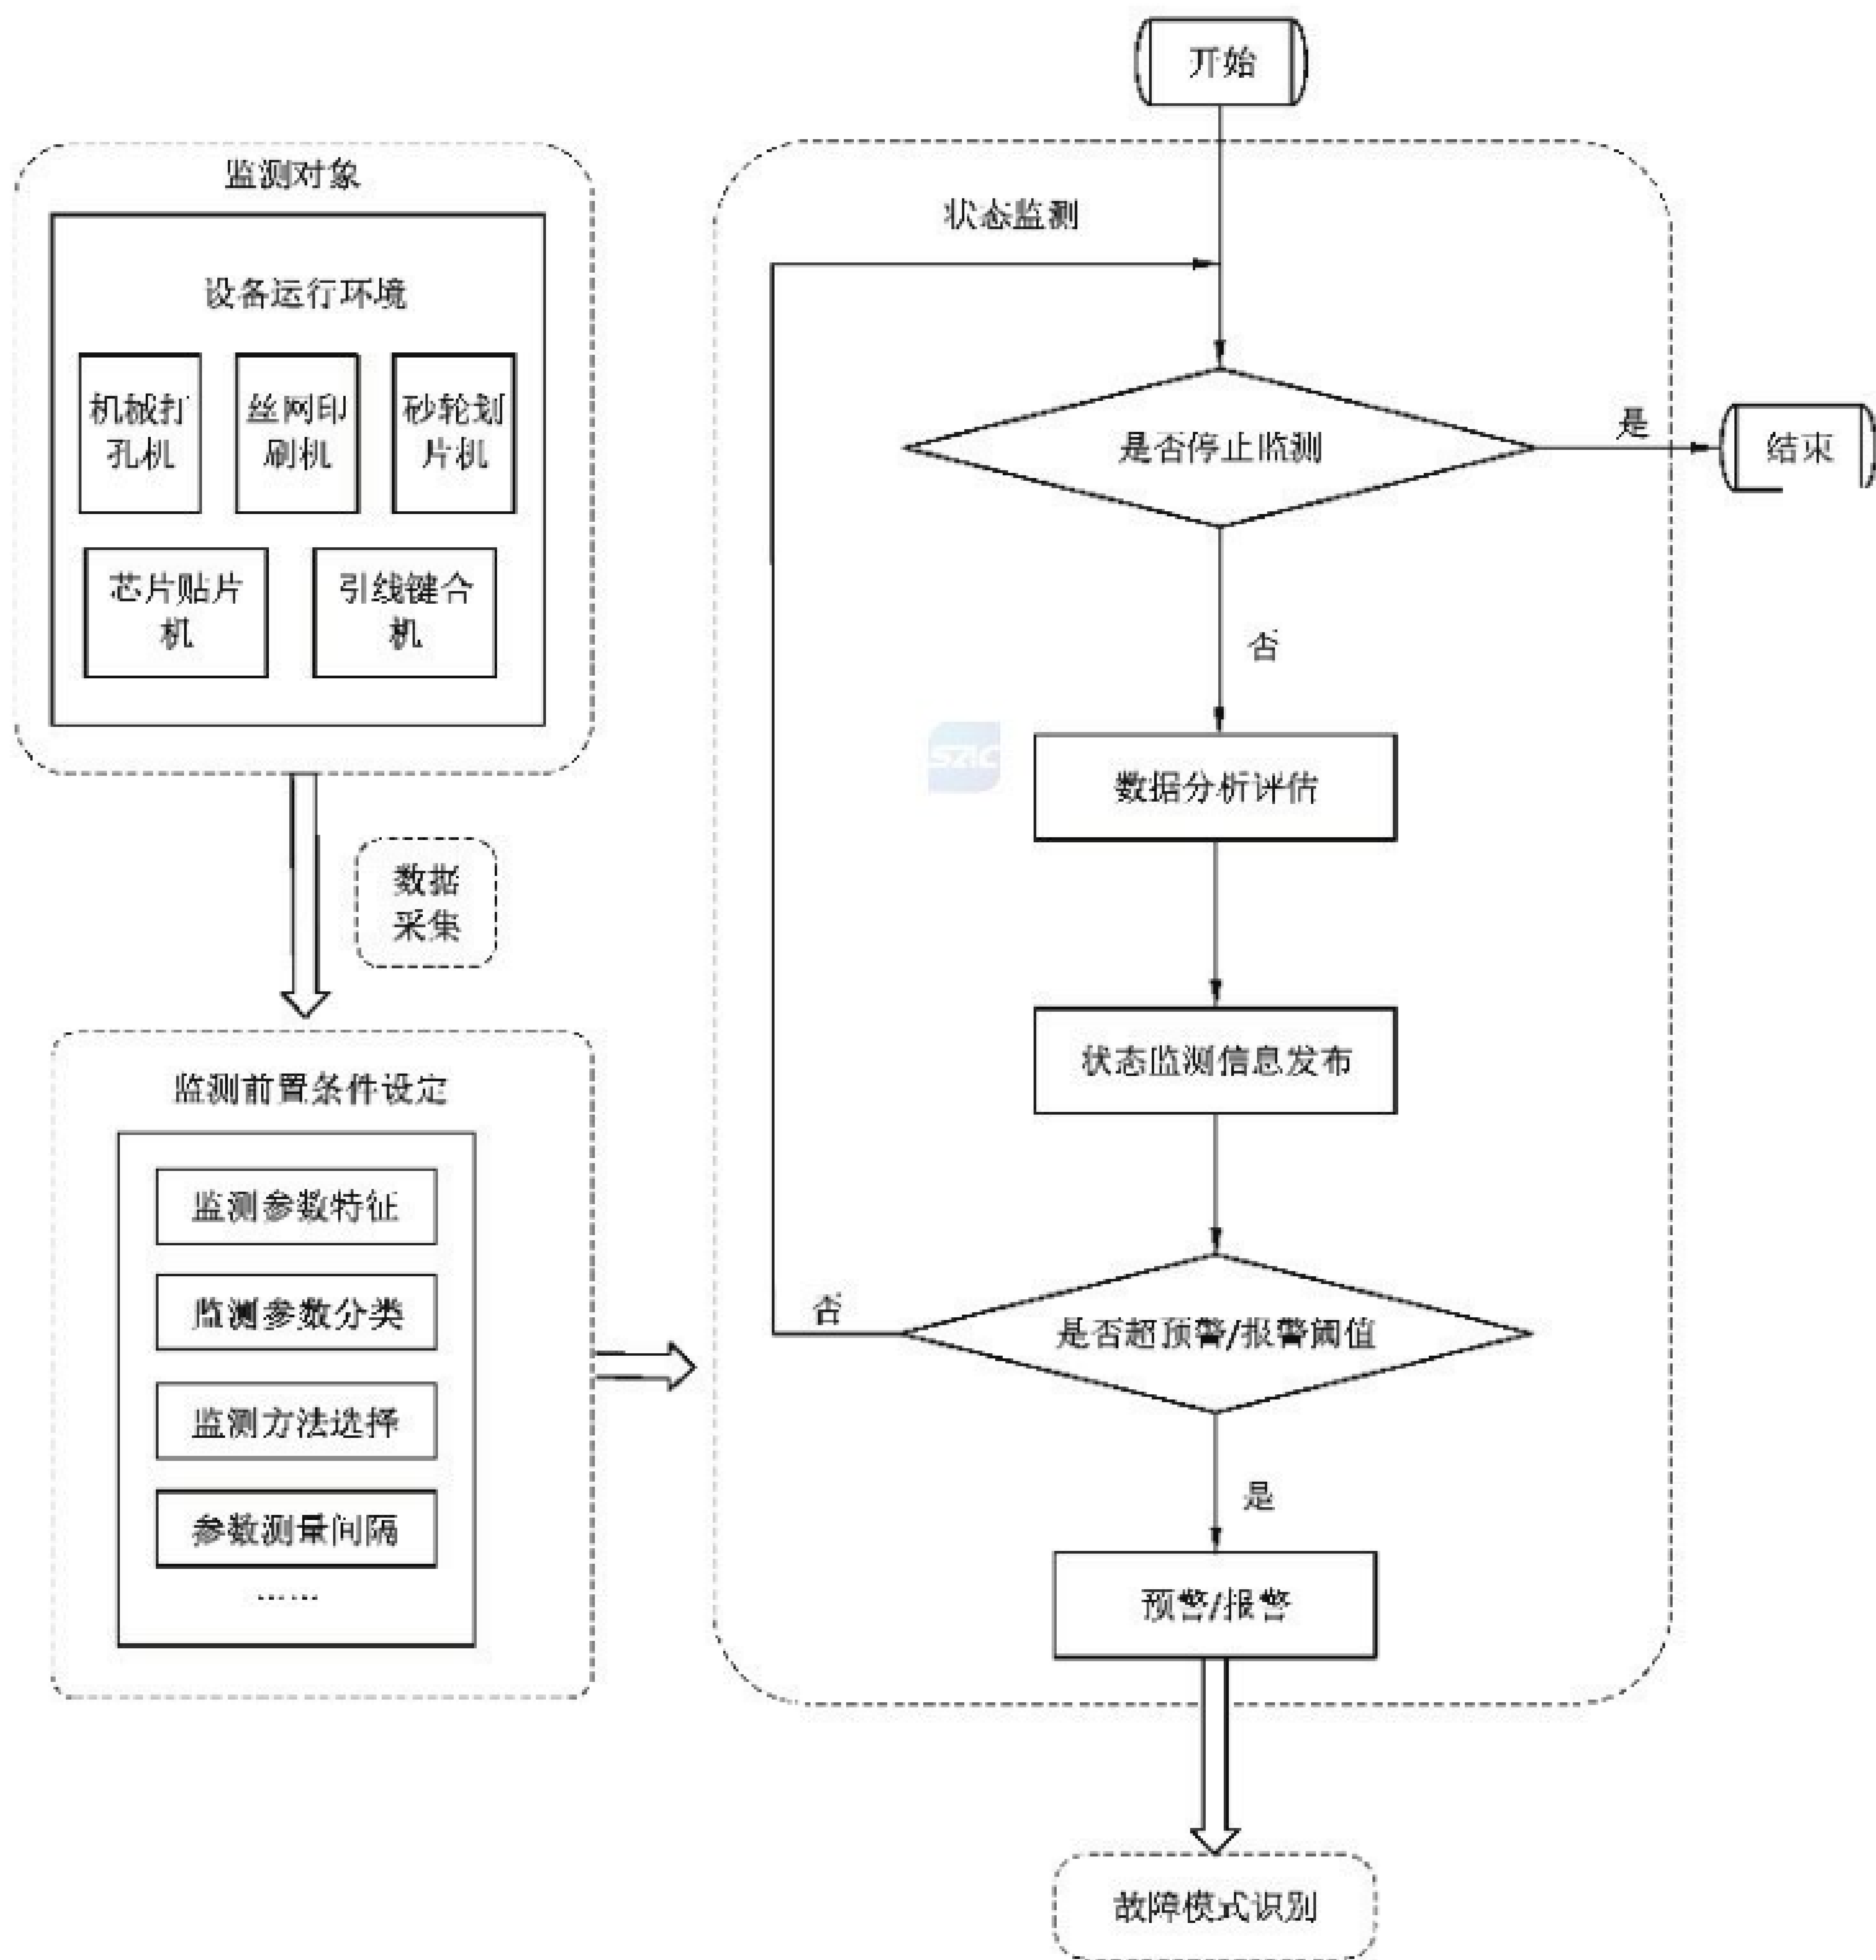 开始
监测对象
设备运行环境
机械打
孔机
丝网印
刷机
砂轮划
片机
芯片贴片
机
引线键合
机
数据
采集
监测前置条件设定
监测参数特征
监测参数分类
监测方法选择
参数测量间隔
……
状态监测
是否停止监测
是
结束
否
SAC
数据分析评估
状态监测信息发布
是否超预警/报警阈值
否
是
预警/报警
故障模式识别